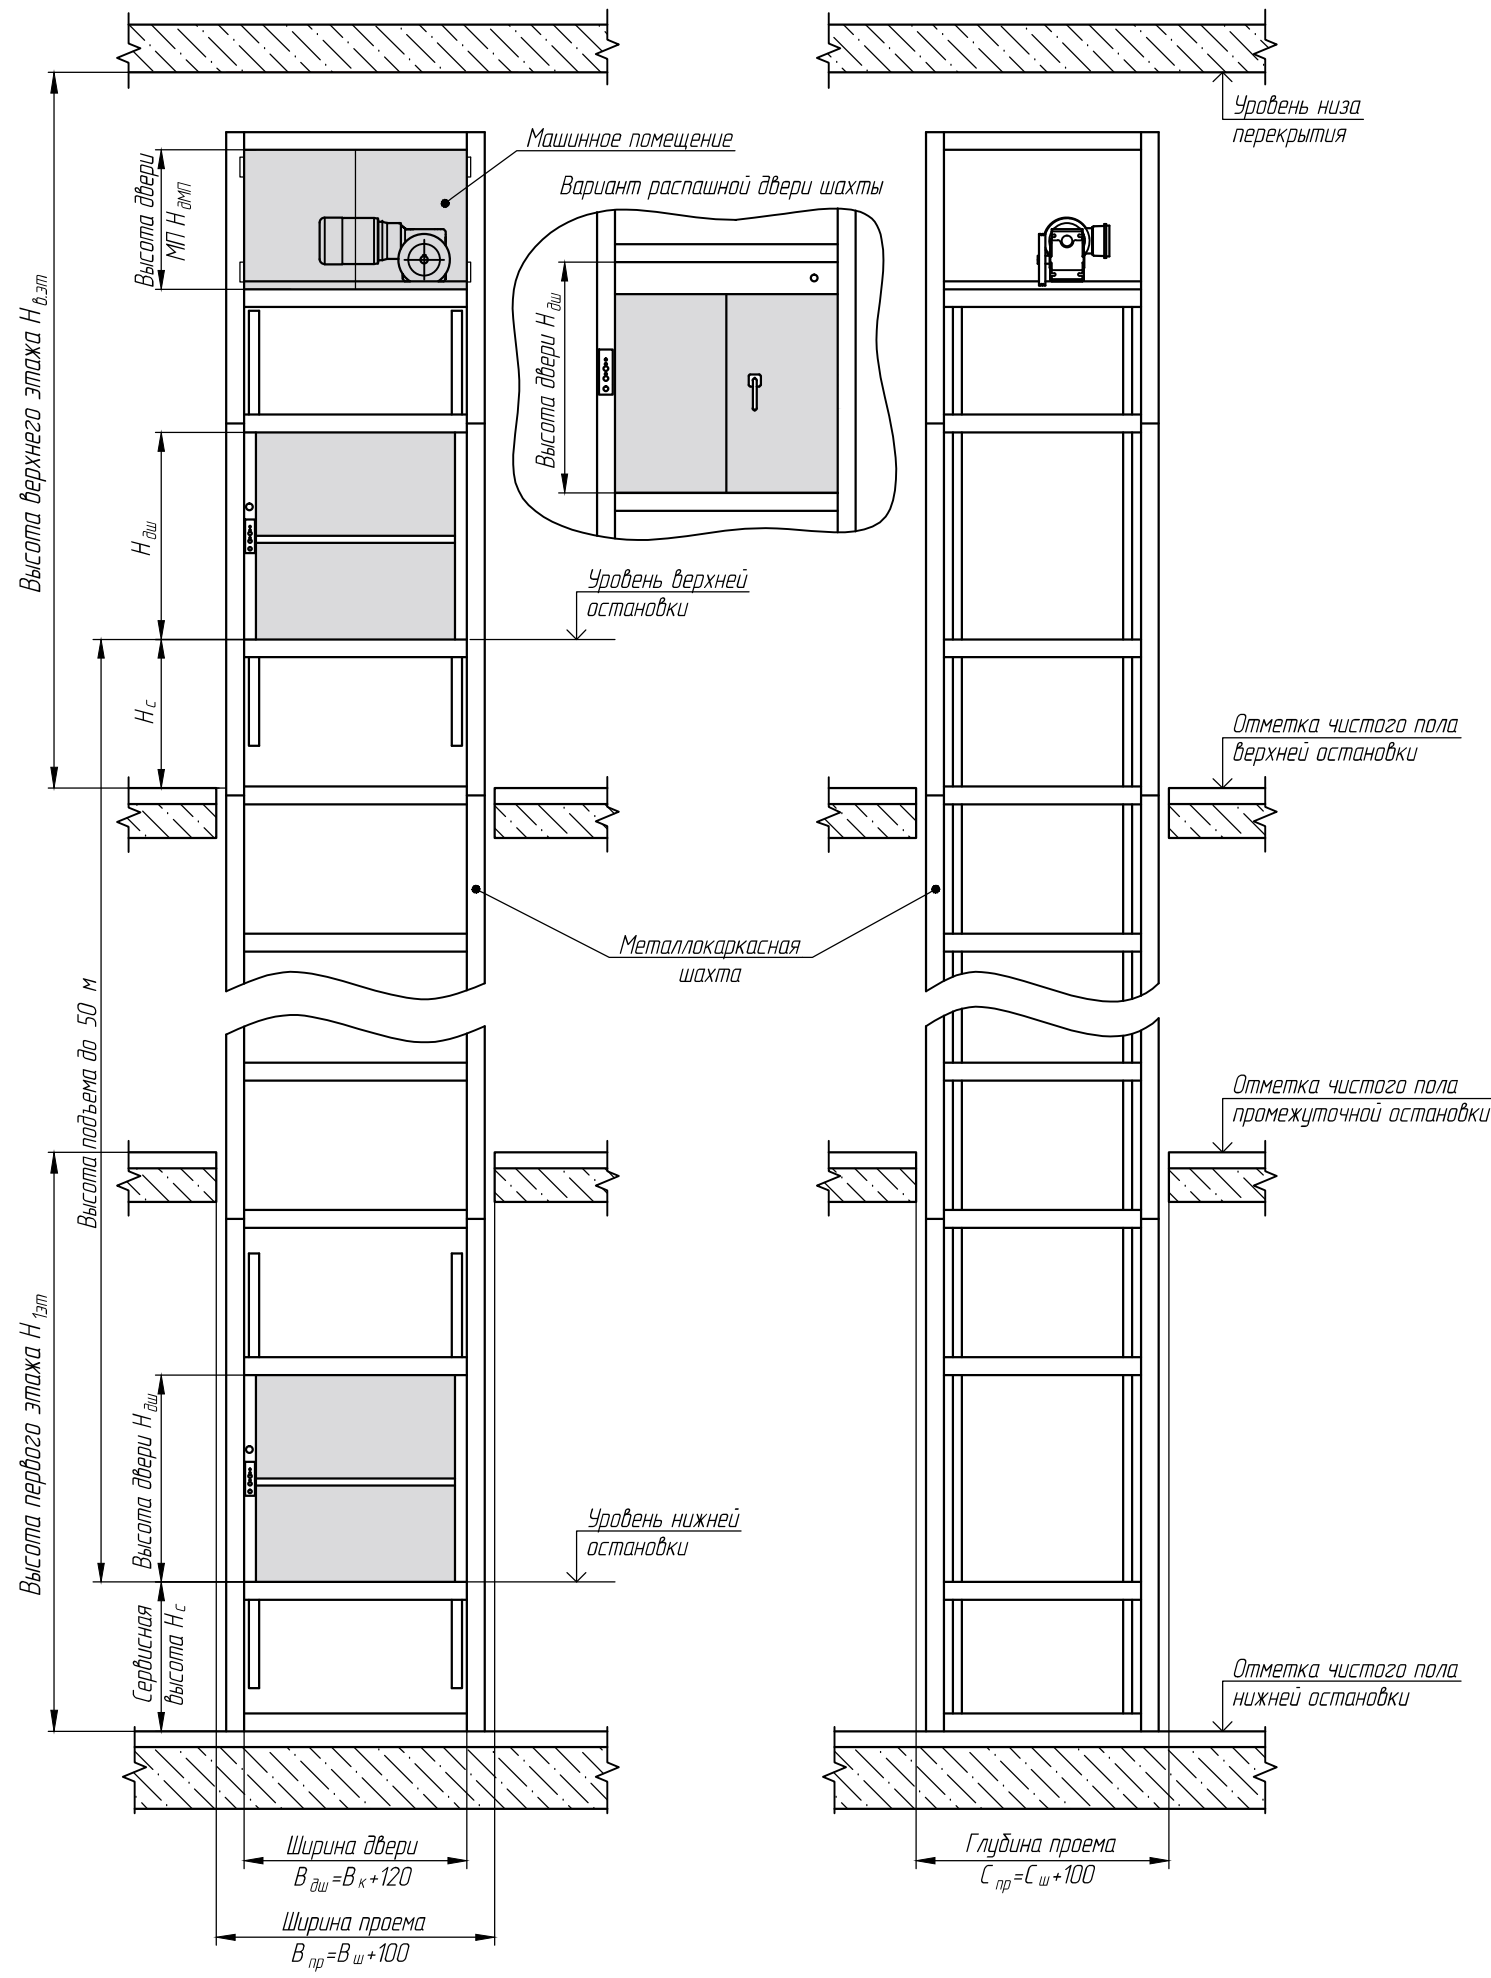 Уровень низа
перекрытия
Машинное помещение
Вариант распашной двери шахты
Высота двери
МП H дМП
Высота двери H дш
Высота верхнего этажа H в.эт
H дш
Уровень верхней
остановки
H с
Отметка чистого пола
верхней остановки
Металлокаркасная
шахта
Высота подъема до 50 м
Отметка чистого пола
промежуточной остановки
Высота первого этажа H 1эт
Высота двери H дш
Уровень нижней
остановки
Сервисная
высота H с
Отметка чистого пола
нижней остановки
Ширина двери
B дш=B к+120
Глубина проема
C пр=C ш+100
Ширина проема
B пр=B ш+100